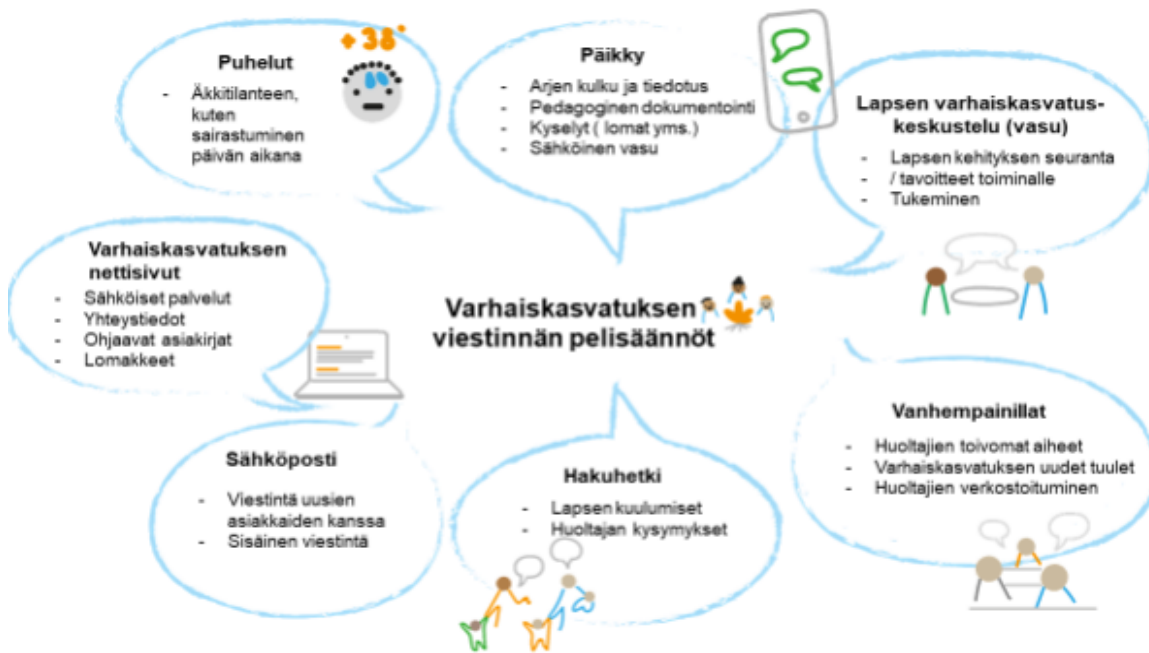 + 38°
Puhelut
- Äkkitilanteen,
kuten
sairastuminen
päivän aikana
Päikky
- Arjen kulku ja tiedotus
- Pedagoginen dokumentointi
- Kyselyt ( lomat yms.)
- Sähköinen vasu
Lapsen varhaiskasvatus-
keskustelu (vasu)
- Lapsen kehityksen seuranta
- / tavoitteet toiminalle
- Tukeminen
Varhaiskasvatuksen
nettisivut
- Sähköiset palvelut
- Yhteystiedot
- Ohjaavat asiakirjat
- Lomakkeet
Varhaiskasvatuksen
viestinnän pelisäännöt
Vanhempainillat
- Huoltajien toivomat aiheet
- Varhaiskasvatuksen uudet tuulet
- Huoltajien verkostoituminen
Sähköposti
- Viestintä uusien
asiakkaiden kanssa
- Sisäinen viestintä
Hakuhetki
- Lapsen kuulumiset
- Huoltajan kysymykset